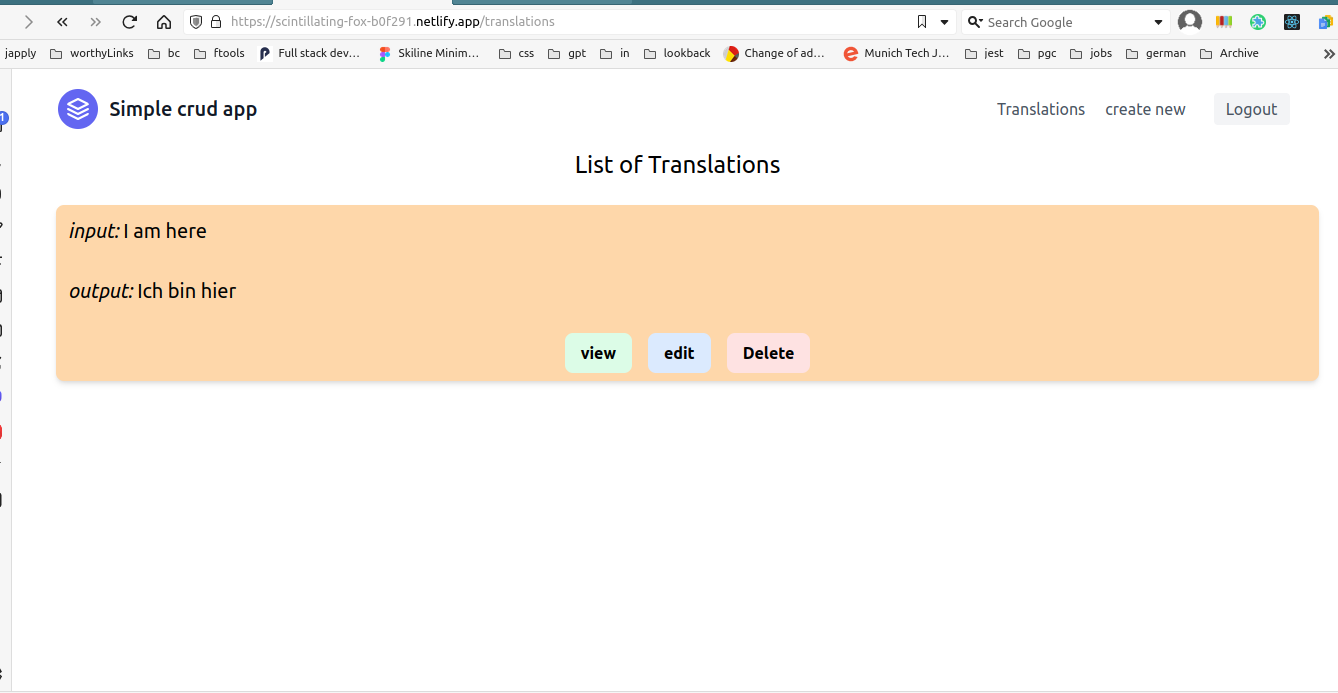 https://scintillating-fox-b0f291.netlify.app/translations Search Google
japply worthyLinks bc ftools Full stack dev... Skiline Minim... css gpt in lookback Change of ad... Munich Tech J... jest pgc jobs german Archive
1
Simple crud app Translations create new Logout
List of Translations
input: I am here
output: Ich bin hier
view edit Delete